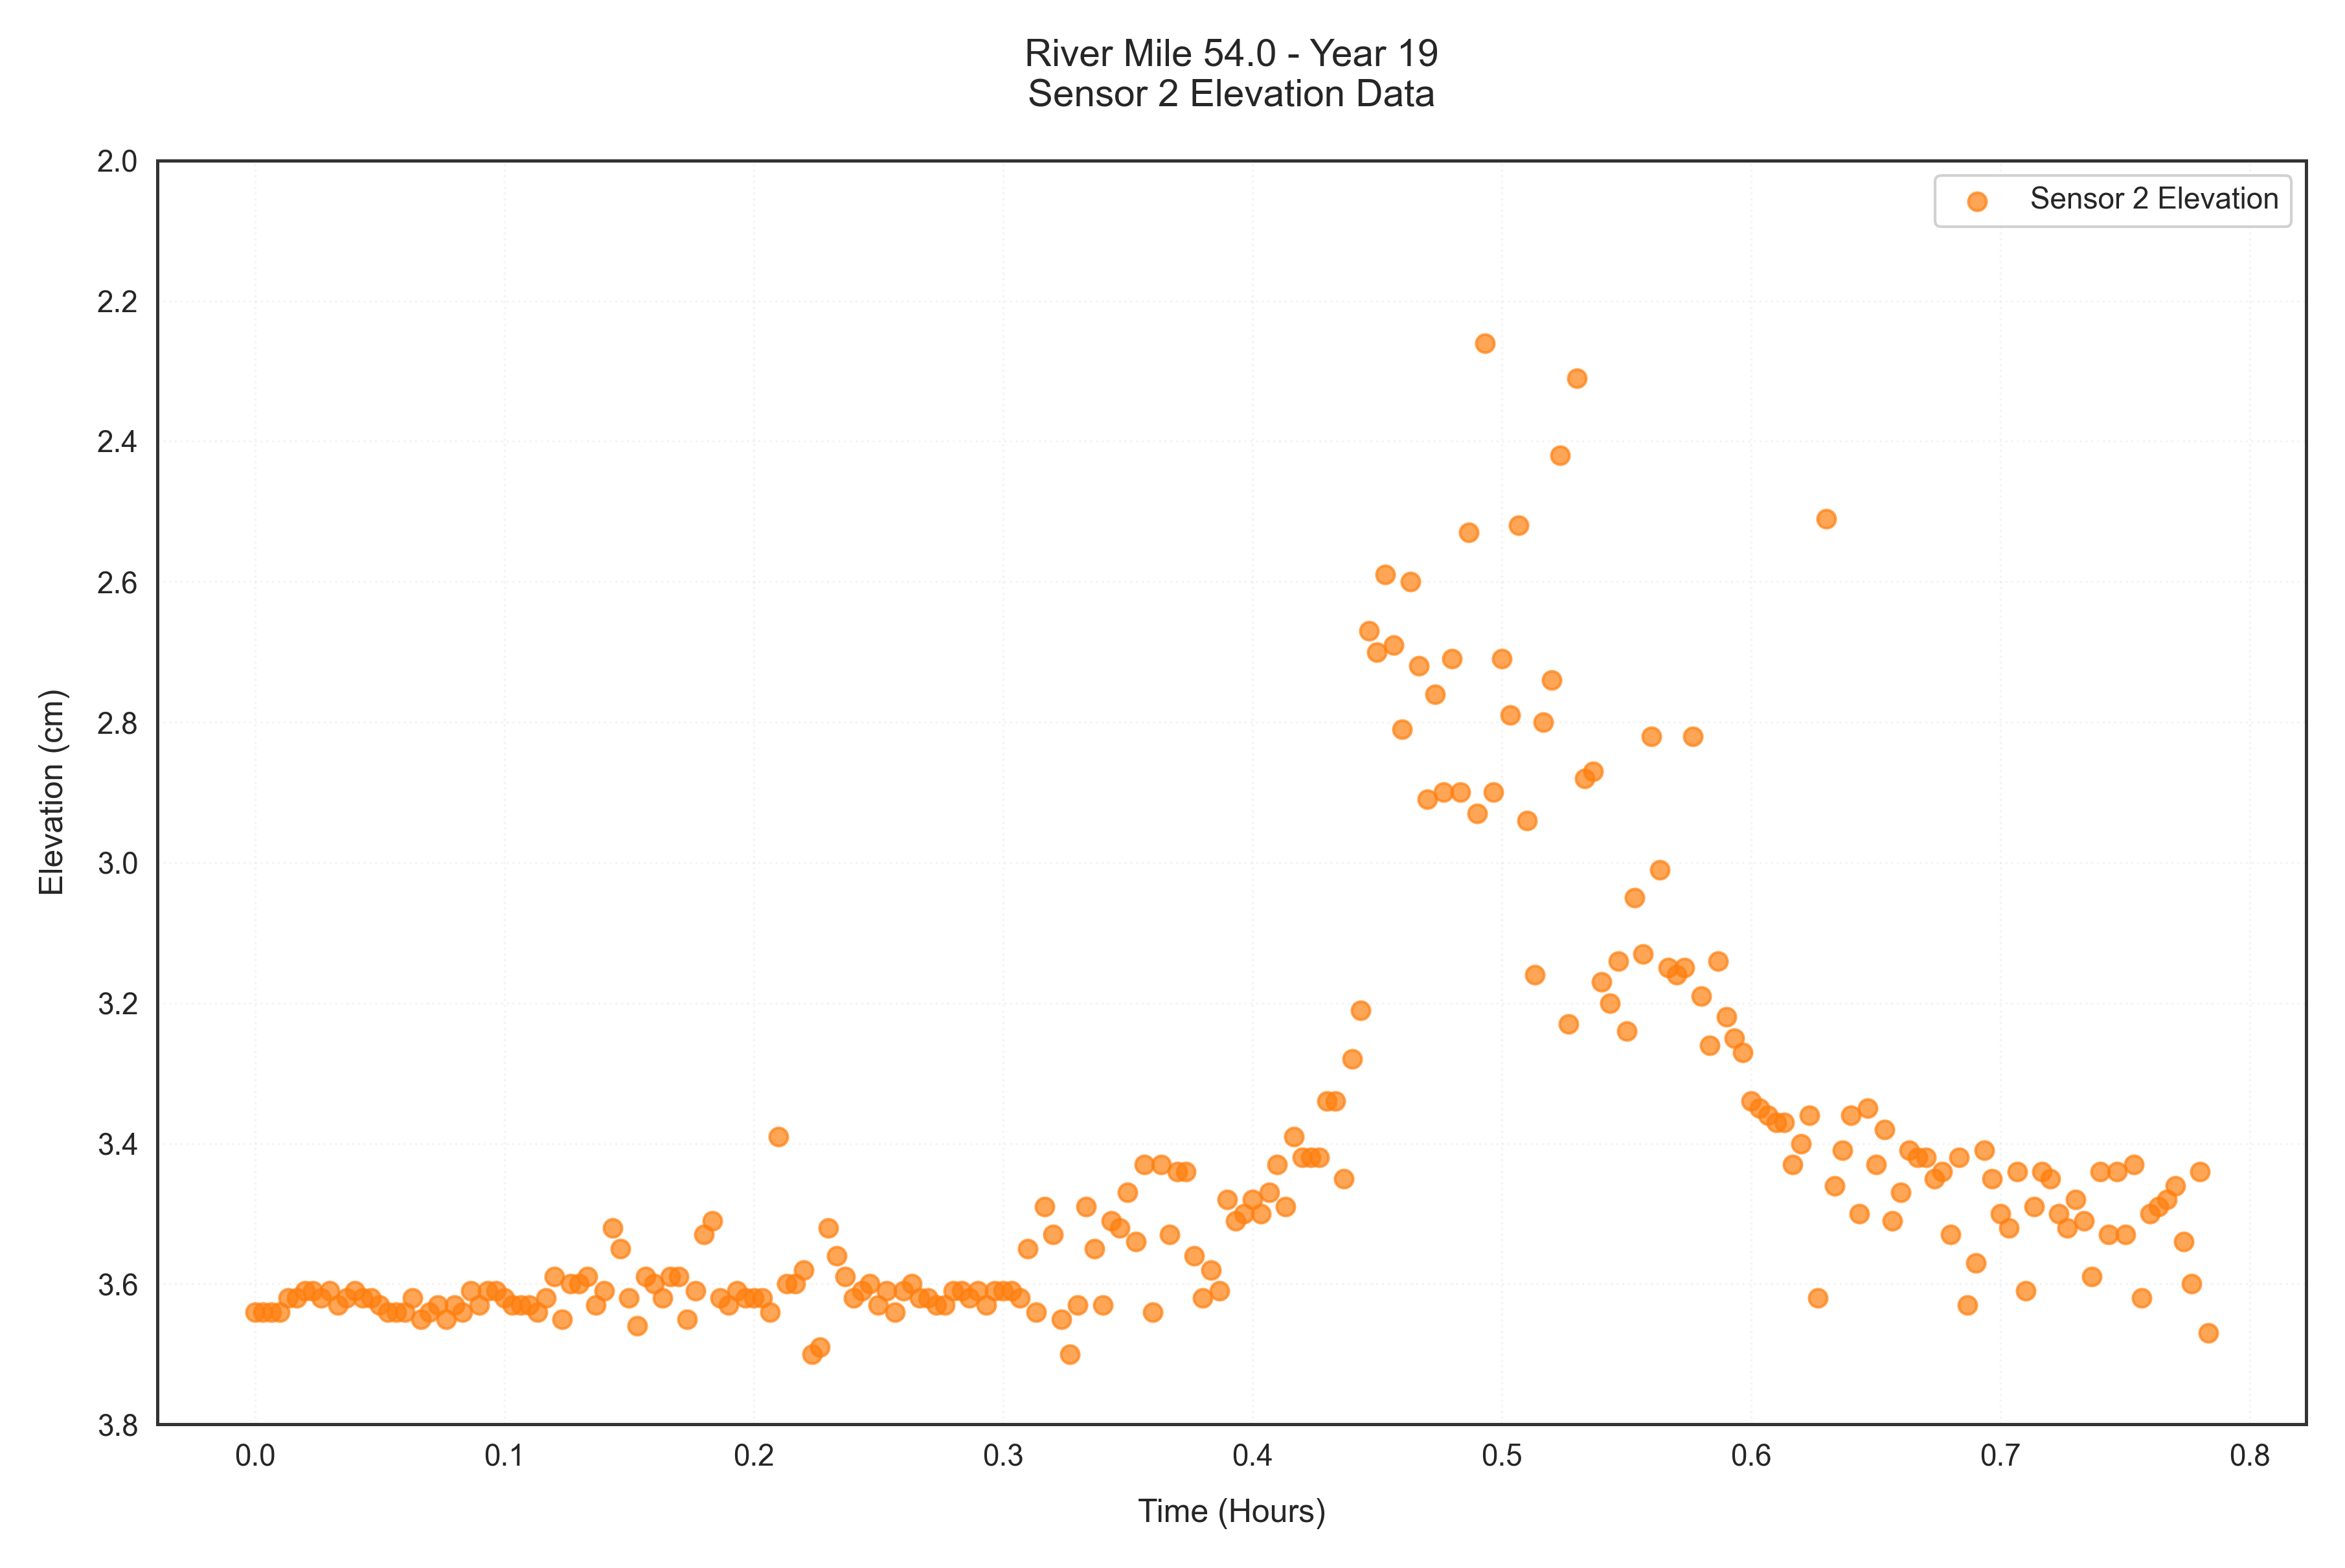 River Mile 54.0 - Year 19
Sensor 2 Elevation Data
Sensor 2 Elevation
2.0
2.2
2.4
2.6
2.8
3.0
3.2
3.4
3.6
3.8
Elevation (cm)
0.0 0.1 0.2 0.3 0.4 0.5 0.6 0.7 0.8
Time (Hours)